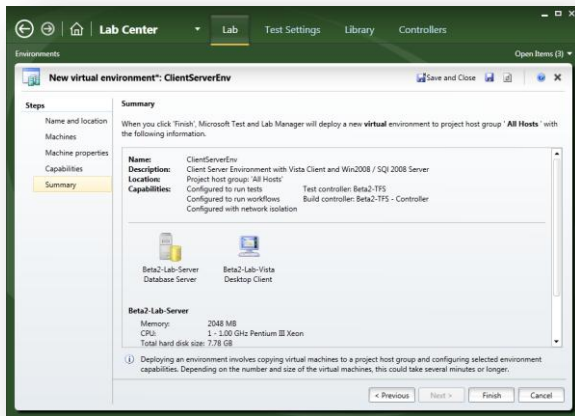 Lab Center
Lab
Test Settings
Library
Controllers
Environments
Open Items (3)
New virtual environment*: ClientServerEnv
Save and Close
Steps
Name and location
Machines
Machine properties
Capabilities
Summary
Summary
When you click 'Finish', Microsoft Test and Lab Manager will deploy a new virtual environment to project host group ' All Hosts ' with
the following information.
Name: ClientServerEnv
Description: Client Server Environment with Vista Client and Win2008 / SQl 2008 Server
Location: Project host group: 'All Hosts'
Capabilities: Configured to run tests Test controller: Beta2-TFS
Configured to run workflows Build controller: Beta2-TFS - Controller
Configured with network isolation
Beta2-Lab-Server Beta2-Lab-Vista
Database Server Desktop Client
Beta2-Lab-Server
Memory: 2048 MB
CPU: 1 - 1.00 GHz Pentium III Xeon
Total hard disk size: 7.78 GB
Deploying an environment involves copying virtual machines to a project host group and configuring selected environment
capabilities. Depending on the number and size of the virtual machines, this could take several minutes or longer.
< Previous Next > Finish Cancel